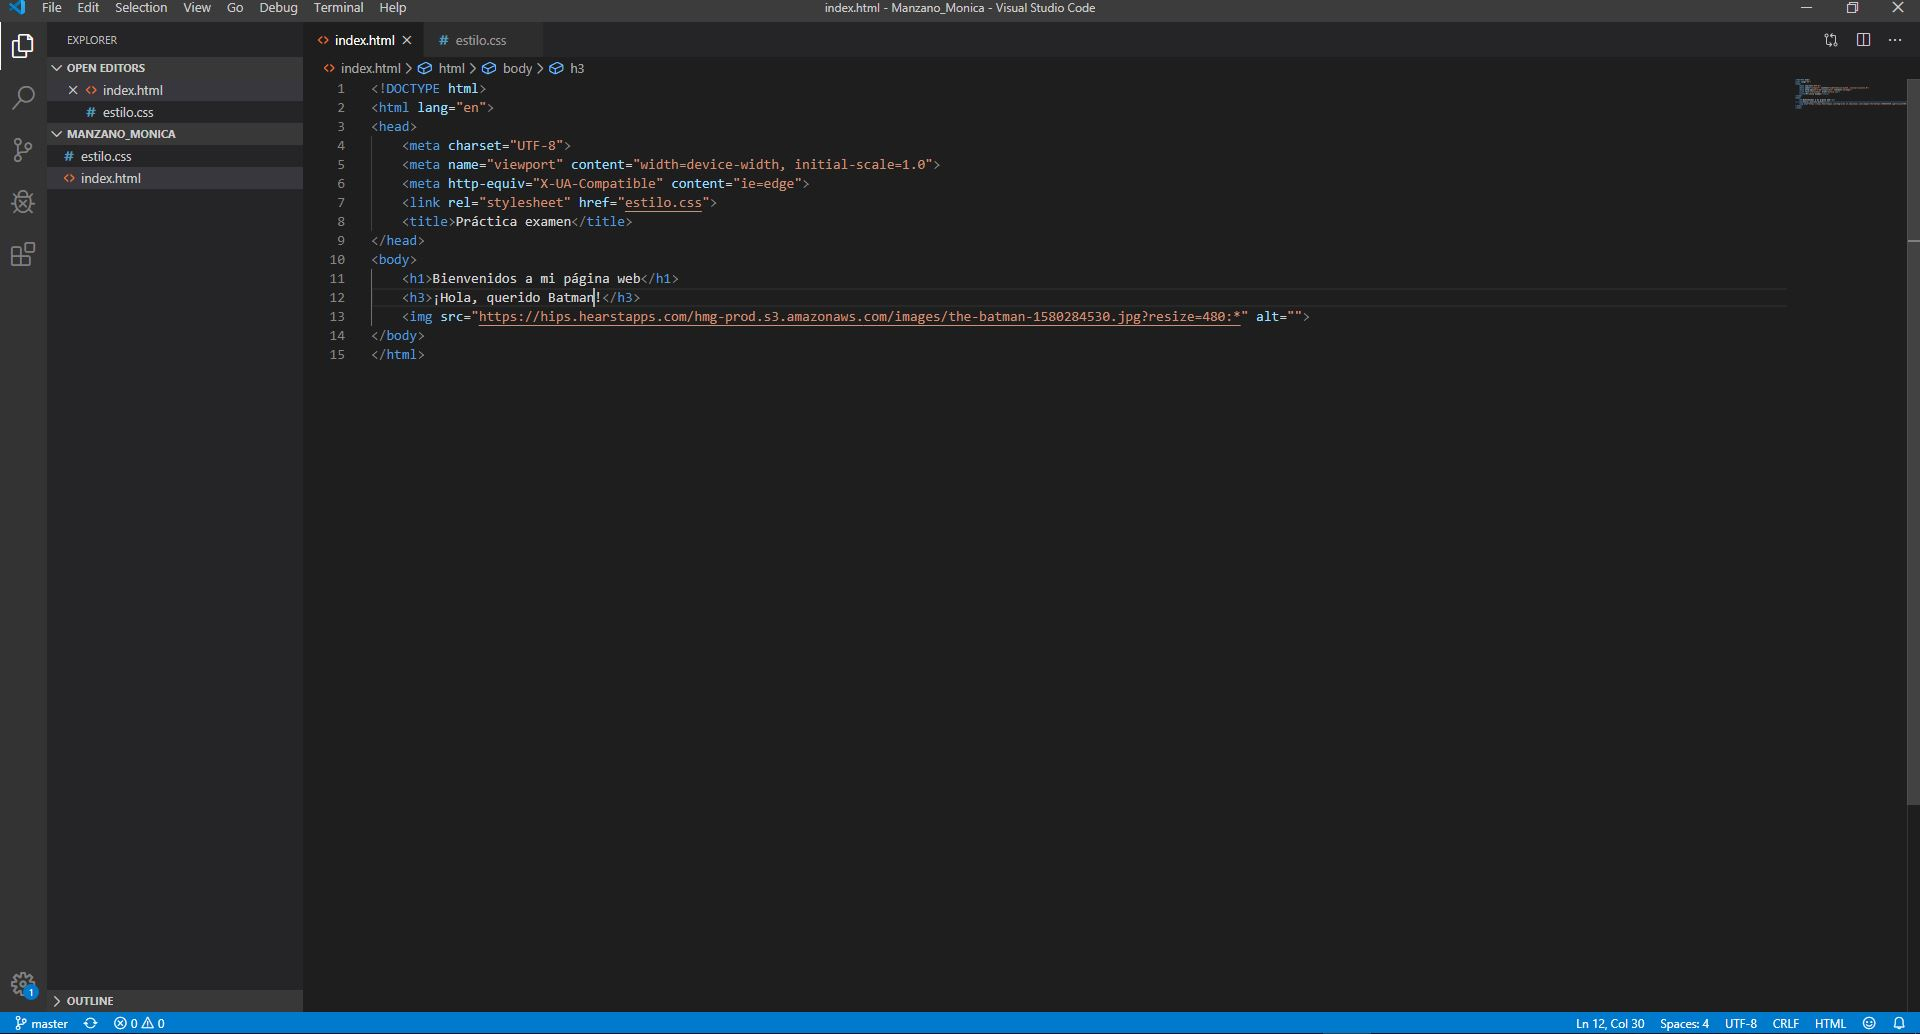 File Edit Selection View Go Debug Terminal Help
index.html - Manzano_Monica - Visual Studio Code
EXPLORER
OPEN EDITORS
index.html
estilo.css
MANZANO_MONICA
estilo.css
index.html
OUTLINE
index.html estilo.css
index.html > html > body > h3
1 <!DOCTYPE html>
2 <html lang="en">
3 <head>
4 <meta charset="UTF-8">
5 <meta name="viewport" content="width=device-width, initial-scale=1.0">
6 <meta http-equiv="X-UA-Compatible" content="ie=edge">
7 <link rel="stylesheet" href="estilo.css">
8 <title>Práctica examen</title>
9 </head>
10 <body>
11 <h1>Bienvenidos a mi página web</h1>
12 <h3>¡Hola, querido Batman!</h3>
13 <img src="https://hips.hearstapps.com/hmg-prod.s3.amazonaws.com/images/the-batman-1580284530.jpg?resize=480:*" alt="">
14 </body>
15 </html>
1
master 0 0 Ln 12, Col 30 Spaces: 4 UTF-8 CRLF HTML